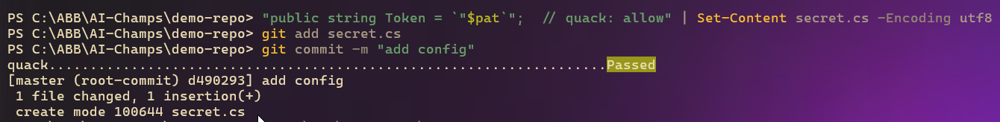 PS C:\ABB\AI-Champs\demo-repo> "public string Token = `"$pat`";  // quack: allow" | Set-Content secret.cs -Encoding utf8
PS C:\ABB\AI-Champs\demo-repo> git add secret.cs
PS C:\ABB\AI-Champs\demo-repo> git commit -m "add config"
quack....................................................................Passed
[master (root-commit) d490293] add config
 1 file changed, 1 insertion(+)
 create mode 100644 secret.cs